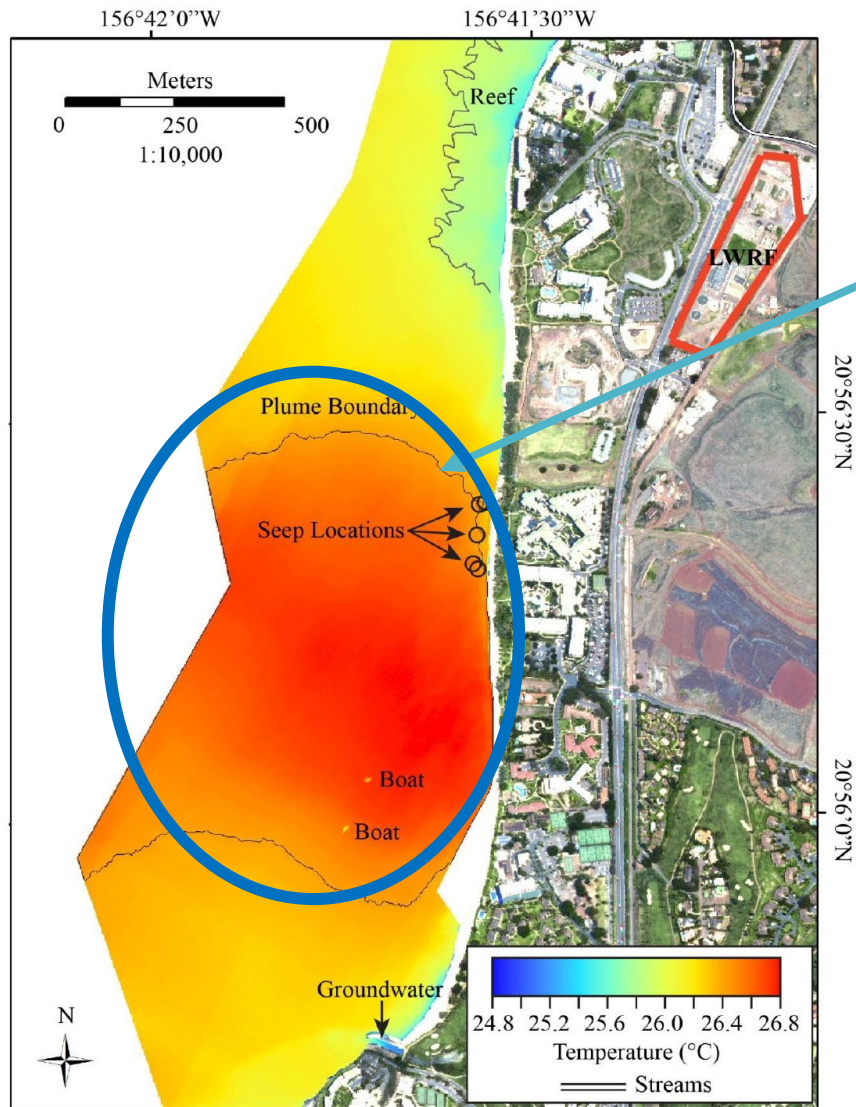 156°42'0"W
156°41'30"W
Meters
0 250 500
1:10,000
Reef
LWRF
20°56'30"N
Plume Boundary
Seep Locations
Boat
Boat
20°56'0"N
Groundwater
N
24.8 25.2 25.6 26.0 26.4 26.8
Temperature (°C)
Streams